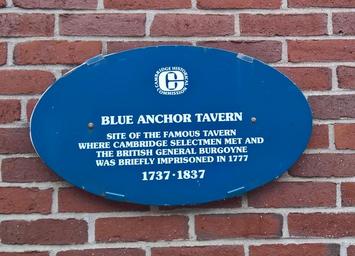 CAMBRIDGE HISTORICAL COMMISSION
C
BLUE ANCHOR TAVERN
SITE OF THE FAMOUS TAVERN
WHERE CAMBRIDGE SELECTMEN MET AND
THE BRITISH GENERAL BURGOYNE
WAS BRIEFLY IMPRISONED IN 1777
1737-1837